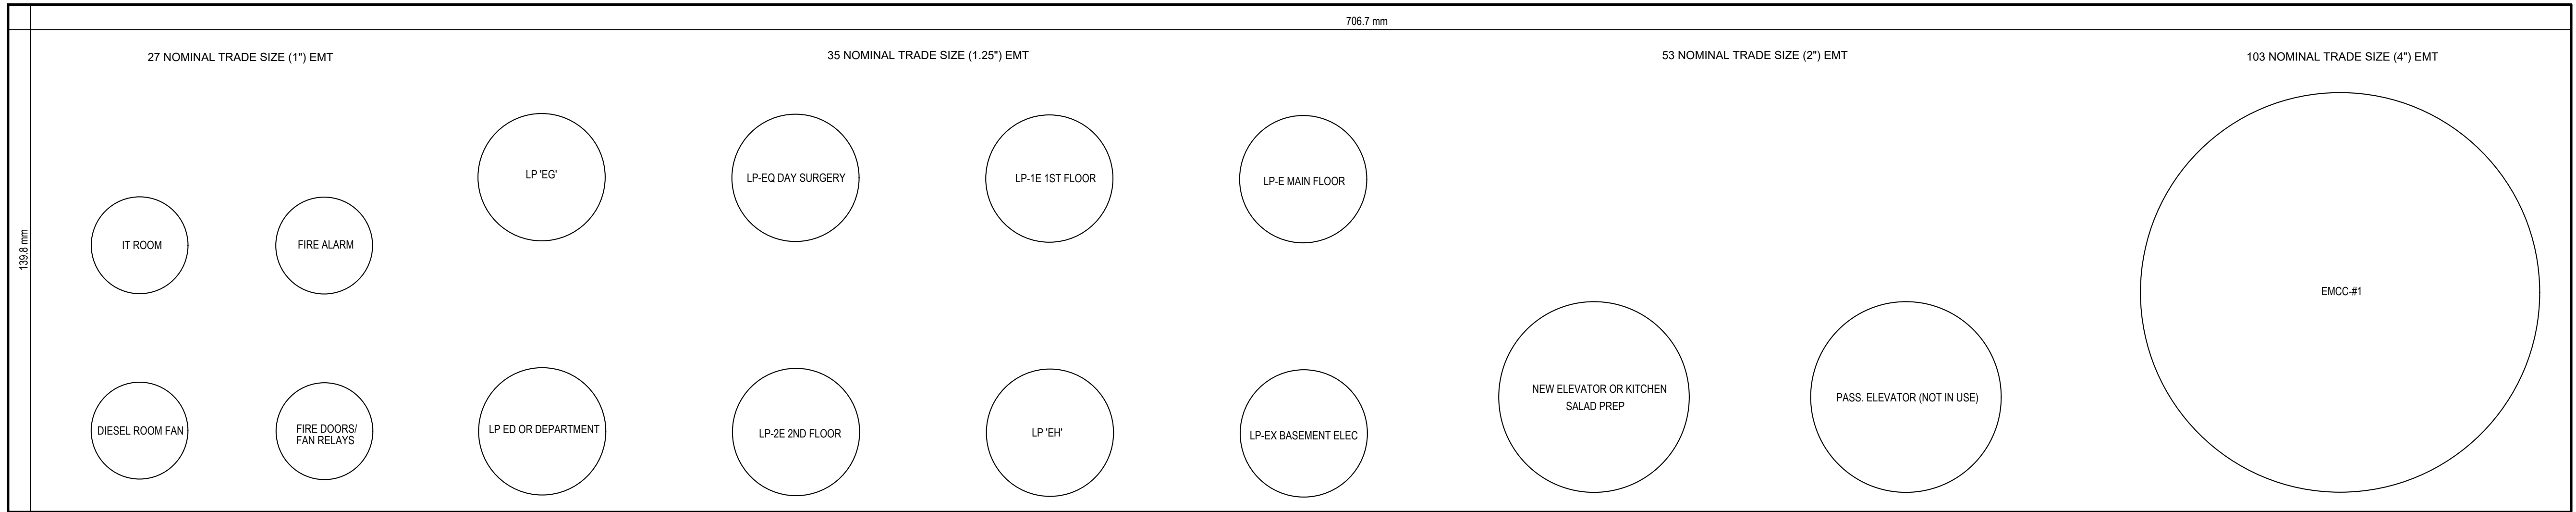 706.7 mm
27 NOMINAL TRADE SIZE (1") EMT
35 NOMINAL TRADE SIZE (1.25") EMT
53 NOMINAL TRADE SIZE (2") EMT
103 NOMINAL TRADE SIZE (4") EMT
139.8 mm
LP 'EG'
LP-EQ DAY SURGERY
LP-1E 1ST FLOOR
LP-E MAIN FLOOR
IT ROOM
FIRE ALARM
EMCC-#1
NEW ELEVATOR OR KITCHEN
SALAD PREP
PASS. ELEVATOR (NOT IN USE)
DIESEL ROOM FAN
FIRE DOORS/
FAN RELAYS
LP ED OR DEPARTMENT
LP-2E 2ND FLOOR
LP 'EH'
LP-EX BASEMENT ELEC